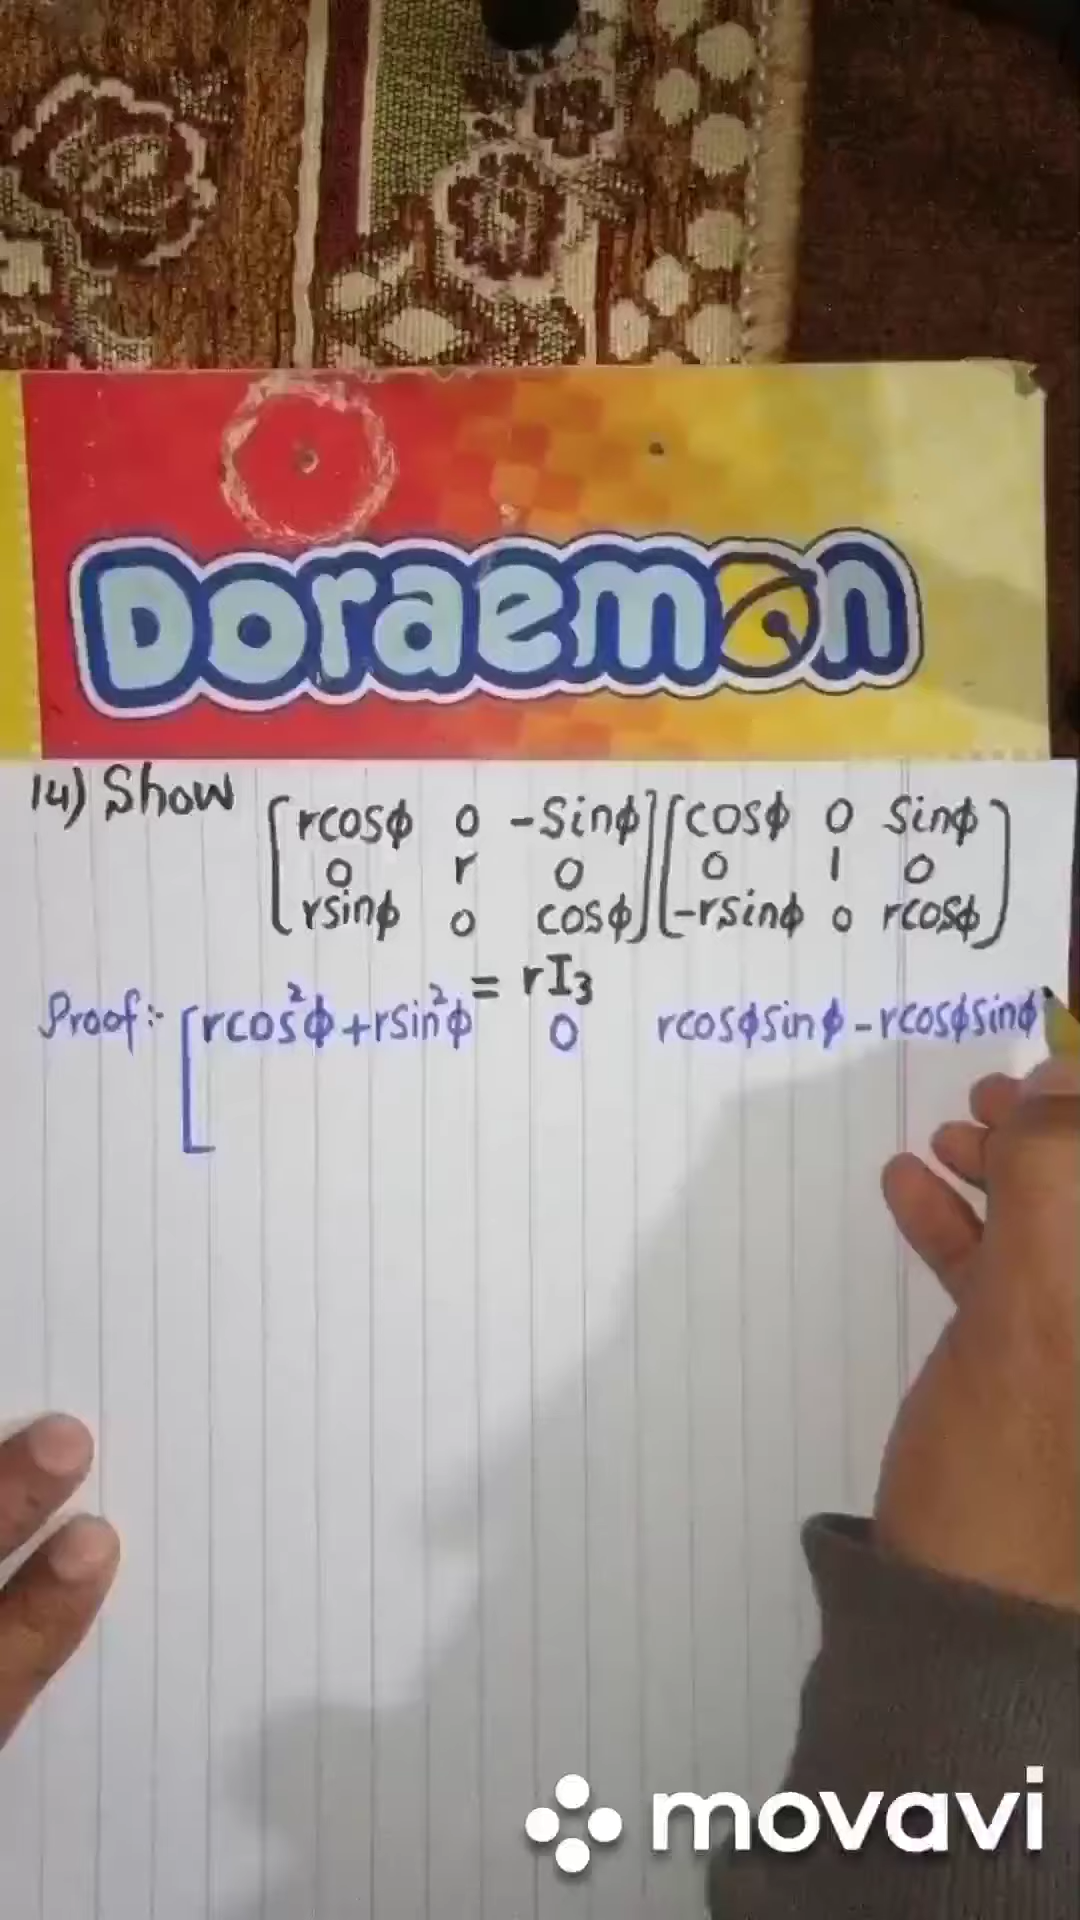 Doraemon
14) Show
[rcosϕ 0 -Sinϕ] [cosϕ 0 Sinϕ]
[0 r 0] [0 1 0]
[rsinϕ 0 cosϕ] [-rsinϕ 0 rcosϕ]
= rI₃
Proof:- [rcos²ϕ+rsin²ϕ 0 rcosϕsinϕ-rcosϕsinϕ
movavi